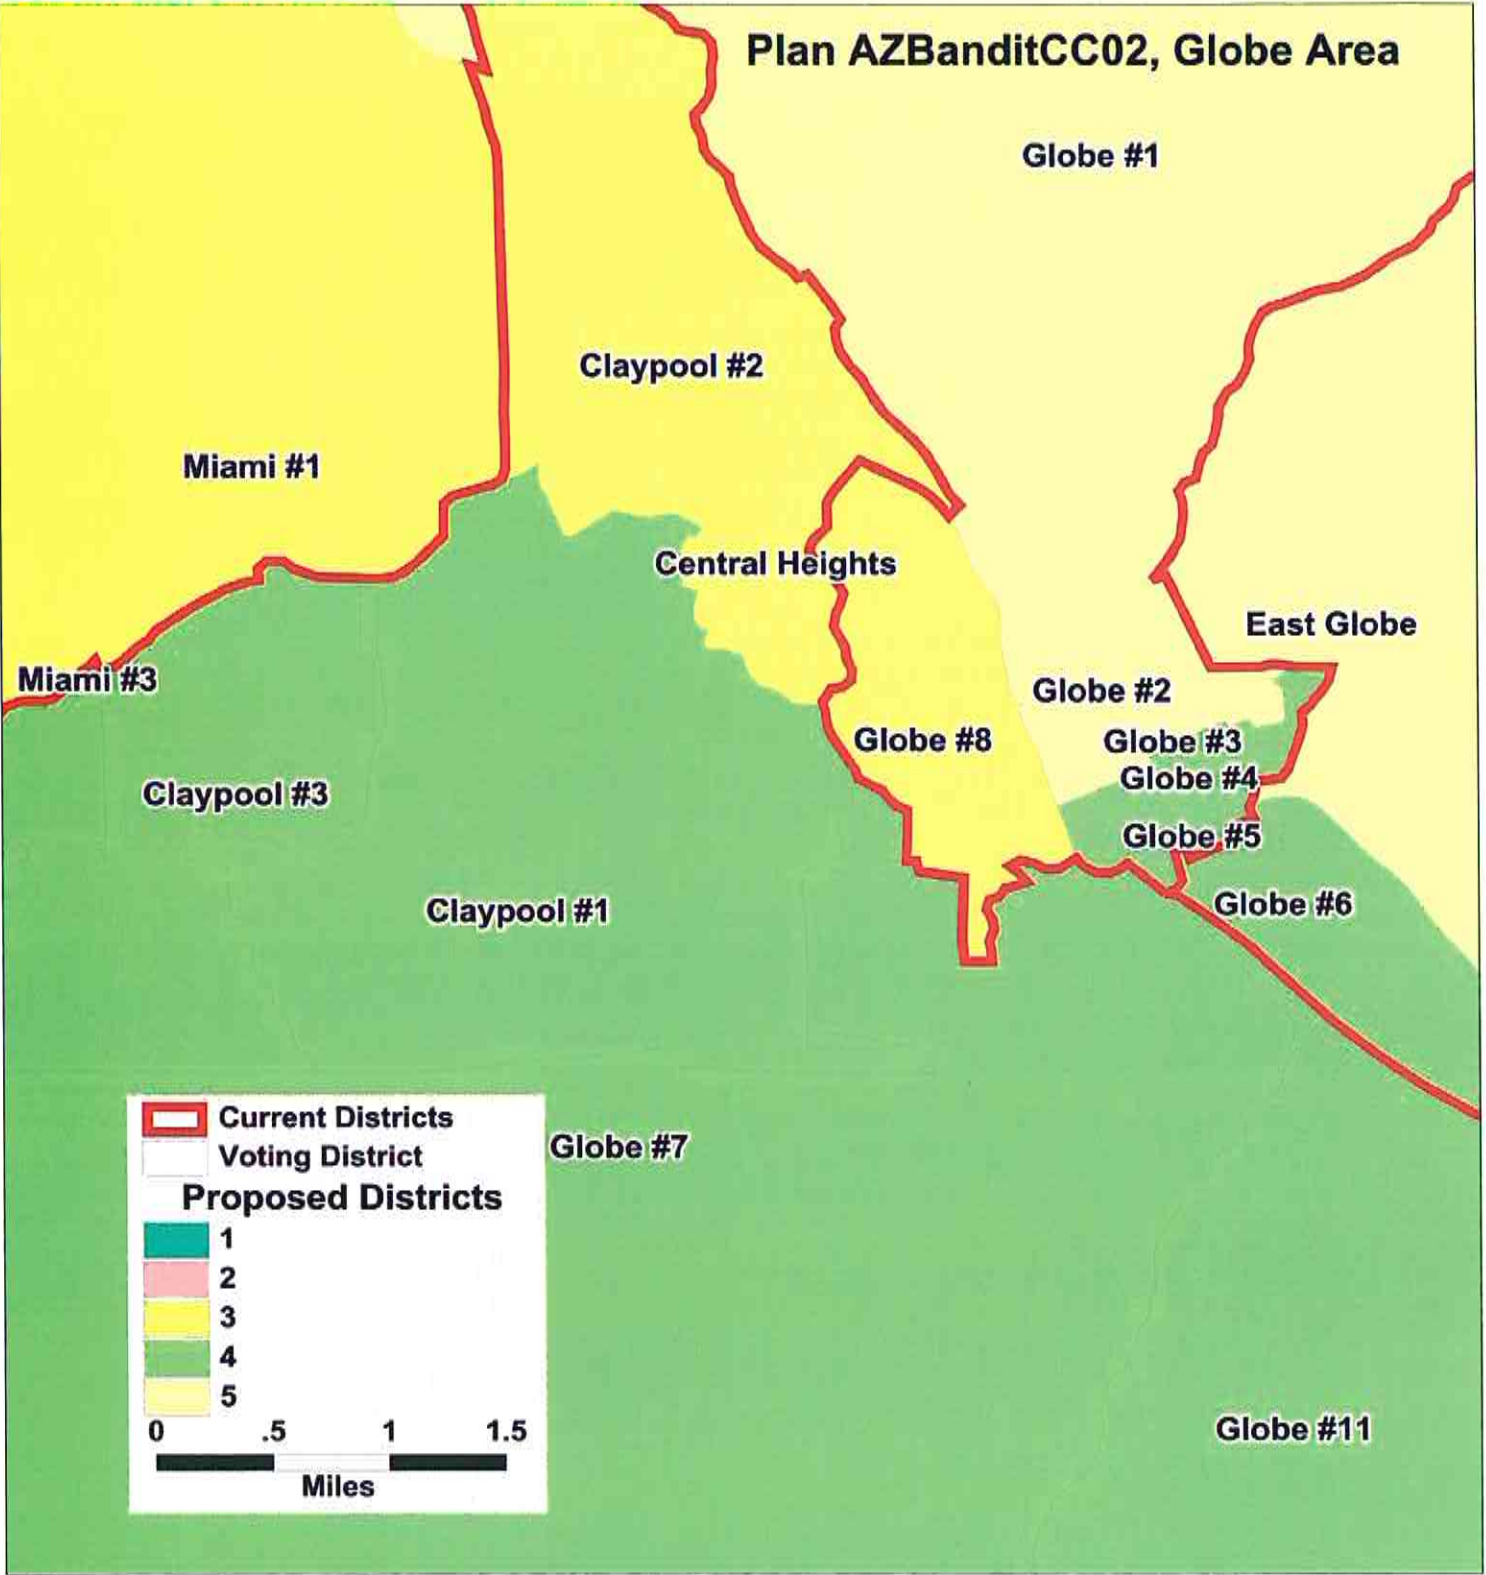 Plan AZBanditCC02, Globe Area
Globe #1
Claypool #2
Miami #1
Central Heights
East Globe
Miami #3
Globe #2
Globe #8
Globe #3
Globe #4
Claypool #3
Globe #5
Globe #6
Claypool #1
Current Districts
Voting District
Globe #7
Proposed Districts
1
2
3
4
5
0 .5 1 1.5
Miles
Globe #11